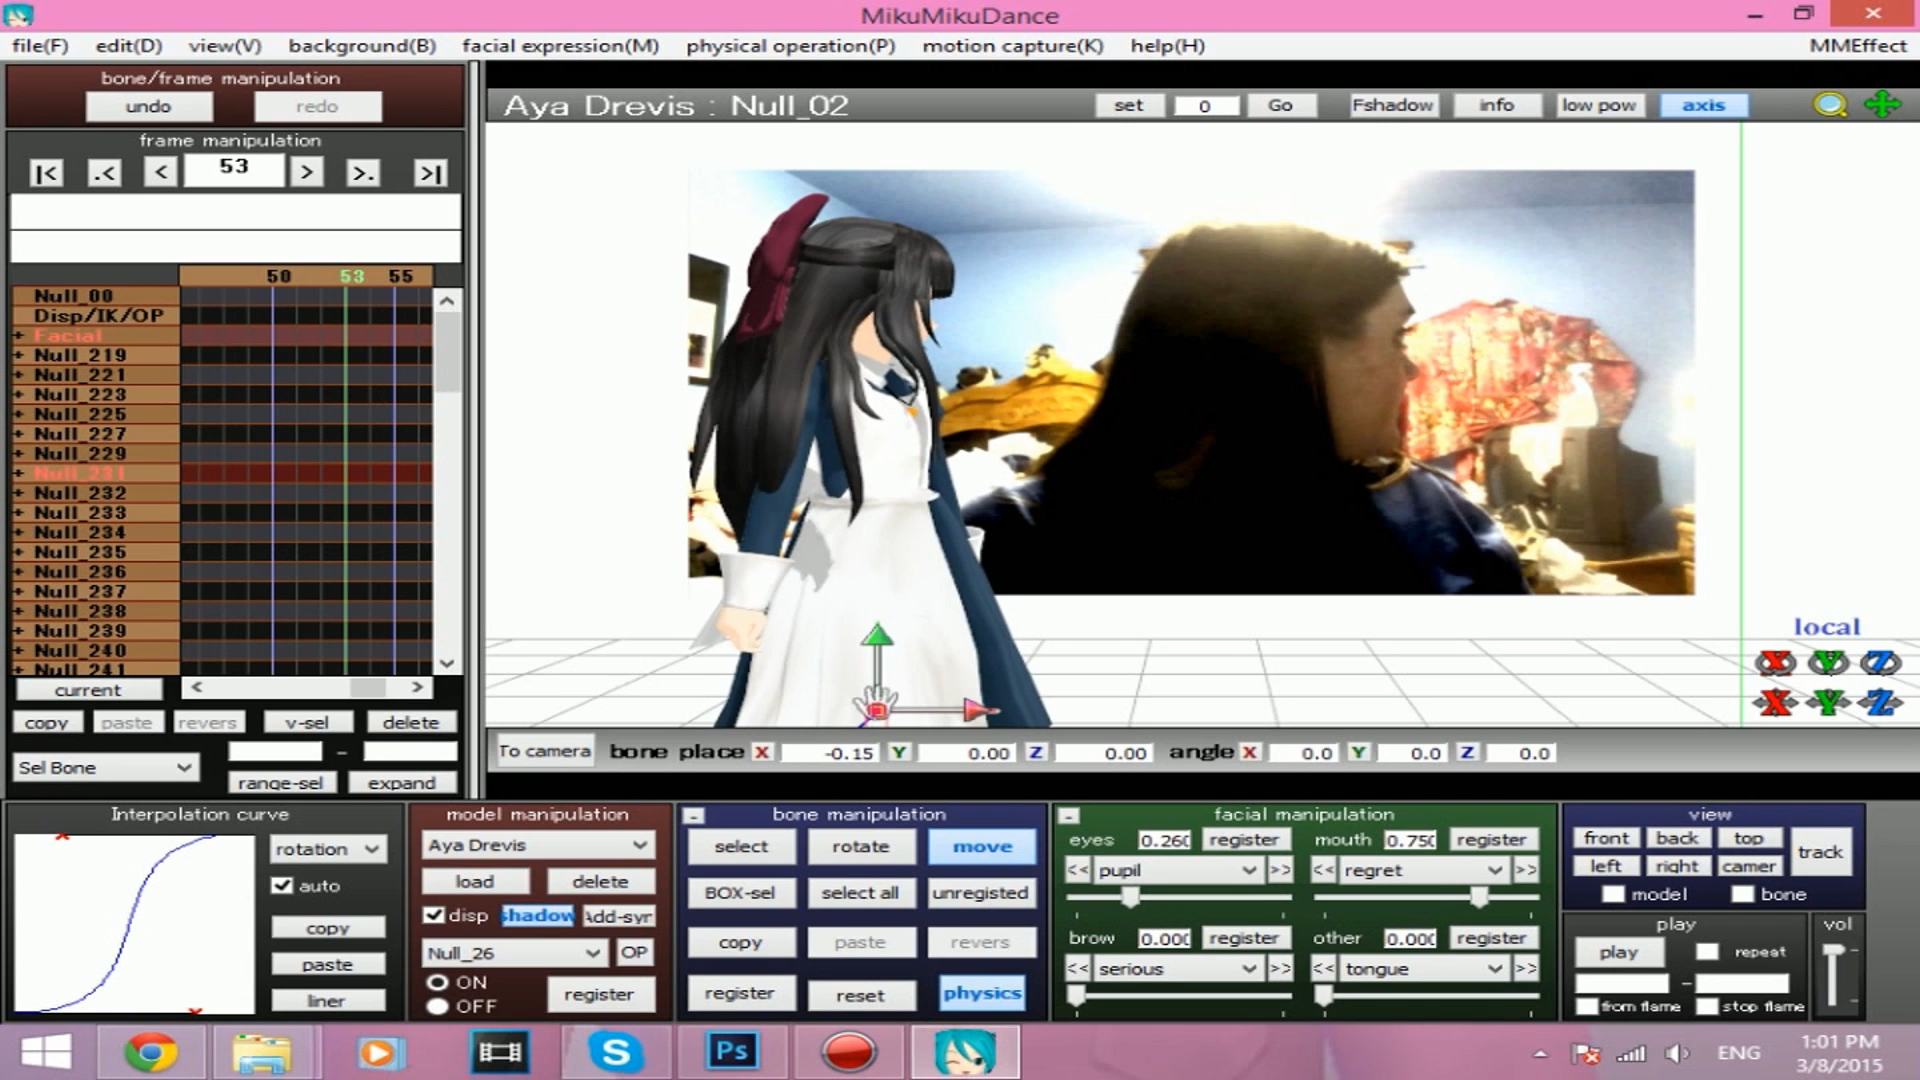 MikuMikuDance
file(F) edit(D) view(V) background(B) facial expression(M) physical operation(P) motion capture(K) help(H) MMEffect
bone/frame manipulation
undo redo
frame manipulation
|< .< < 53 > >. >|
50 53 55
Null_00
Disp/IK/OP
+ Facial
+ Null_219
+ Null_221
+ Null_223
+ Null_225
+ Null_227
+ Null_229
+ Null_231
+ Null_232
+ Null_233
+ Null_234
+ Null_235
+ Null_236
+ Null_237
+ Null_238
+ Null_239
+ Null_240
+ Null_241
current < >
copy paste revers v-sel delete
Sel Bone -
range-sel expand
Aya Drevis : Null_02 set 0 Go Fshadow info low pow axis
local
X Y Z
X Y Z
To camera bone place X -0.15 Y 0.00 Z 0.00 angle X 0.0 Y 0.0 Z 0.0
Interpolation curve
rotation
auto
copy
paste
liner
model manipulation
Aya Drevis
load delete
disp shadow Add-syn
Null_26 OP
ON
OFF
register
- bone manipulation
select rotate move
BOX-sel select all unregisted
copy paste revers
register reset physics
- facial manipulation
eyes 0.260 register mouth 0.750 register
<< pupil >> << regret >>
brow 0.000 register other 0.000 register
<< serious >> << tongue >>
view
front back top
left right camer track
model bone
play
play repeat
-
from flame stop flame
vol
S Ps ENG 1:01 PM
3/8/2015